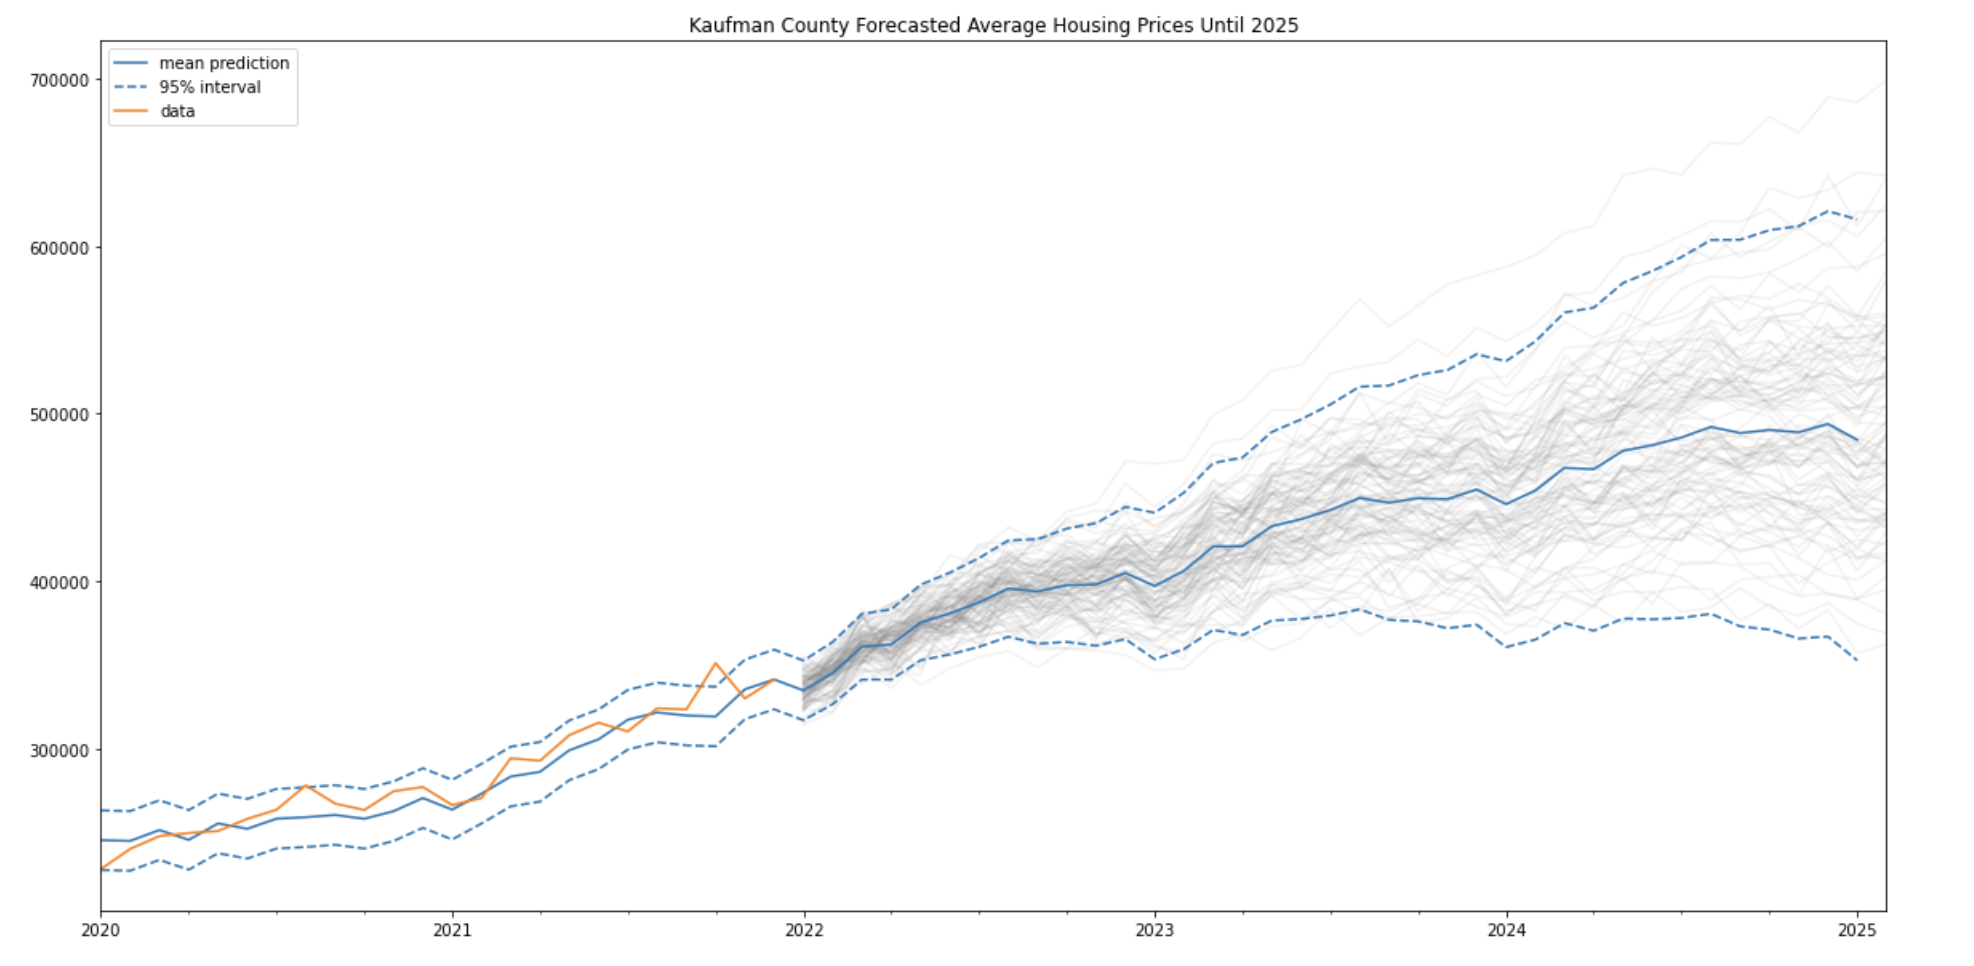 Kaufman County Forecasted Average Housing Prices Until 2025
mean prediction
95% interval
data
700000
600000
500000
400000
300000
2020 2021 2022 2023 2024 2025